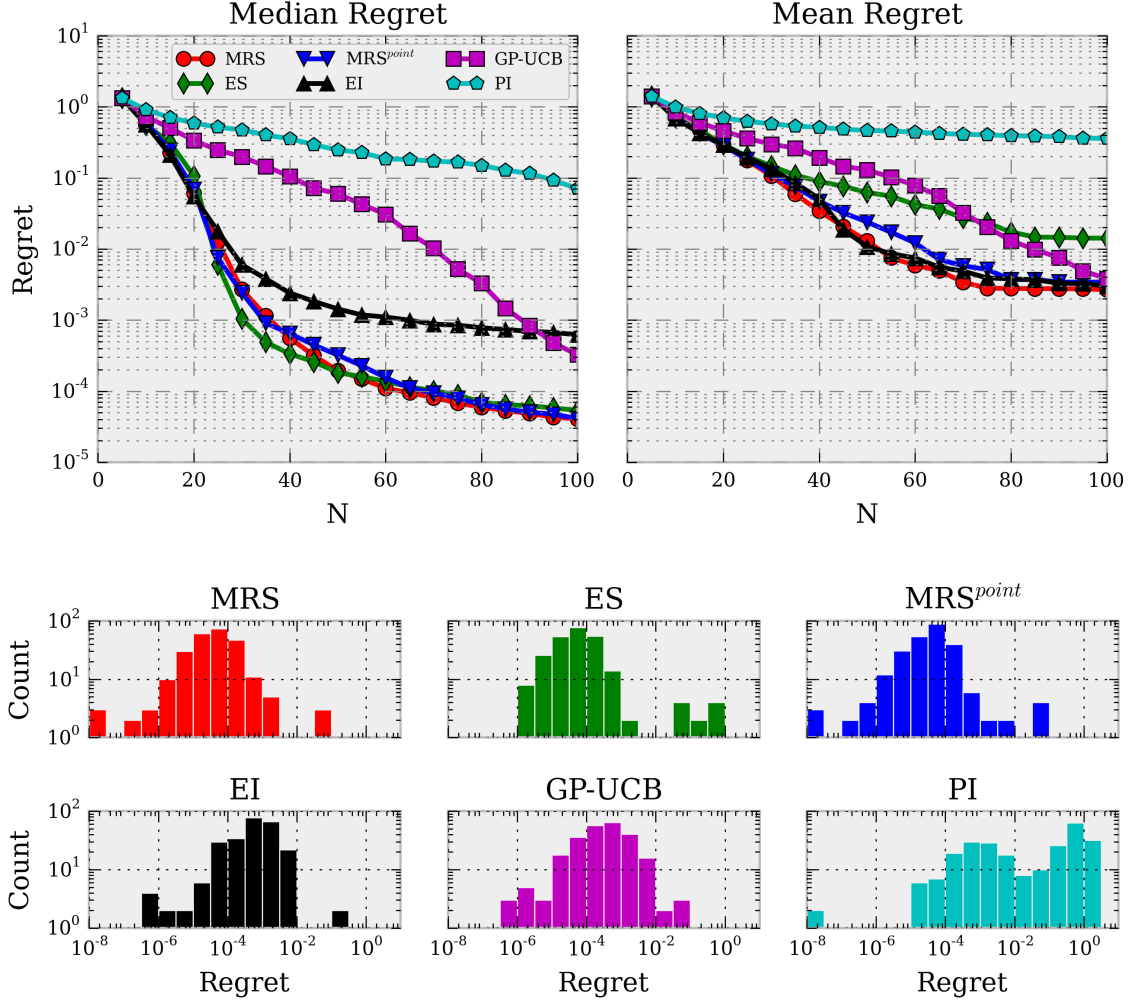 Median Regret
Mean Regret
MRS
MRS^point
GP-UCB
ES
EI
PI
10^1
10^0
10^-1
10^-2
10^-3
10^-4
10^-5
Regret
0 20 40 60 80 100
N
0 20 40 60 80 100
N
MRS
ES
MRS^point
10^2
10^1
10^0
Count
EI
GP-UCB
PI
10^2
10^1
10^0
Count
10^-8 10^-6 10^-4 10^-2 10^0
10^-8 10^-6 10^-4 10^-2 10^0
10^-8 10^-6 10^-4 10^-2 10^0
Regret
Regret
Regret